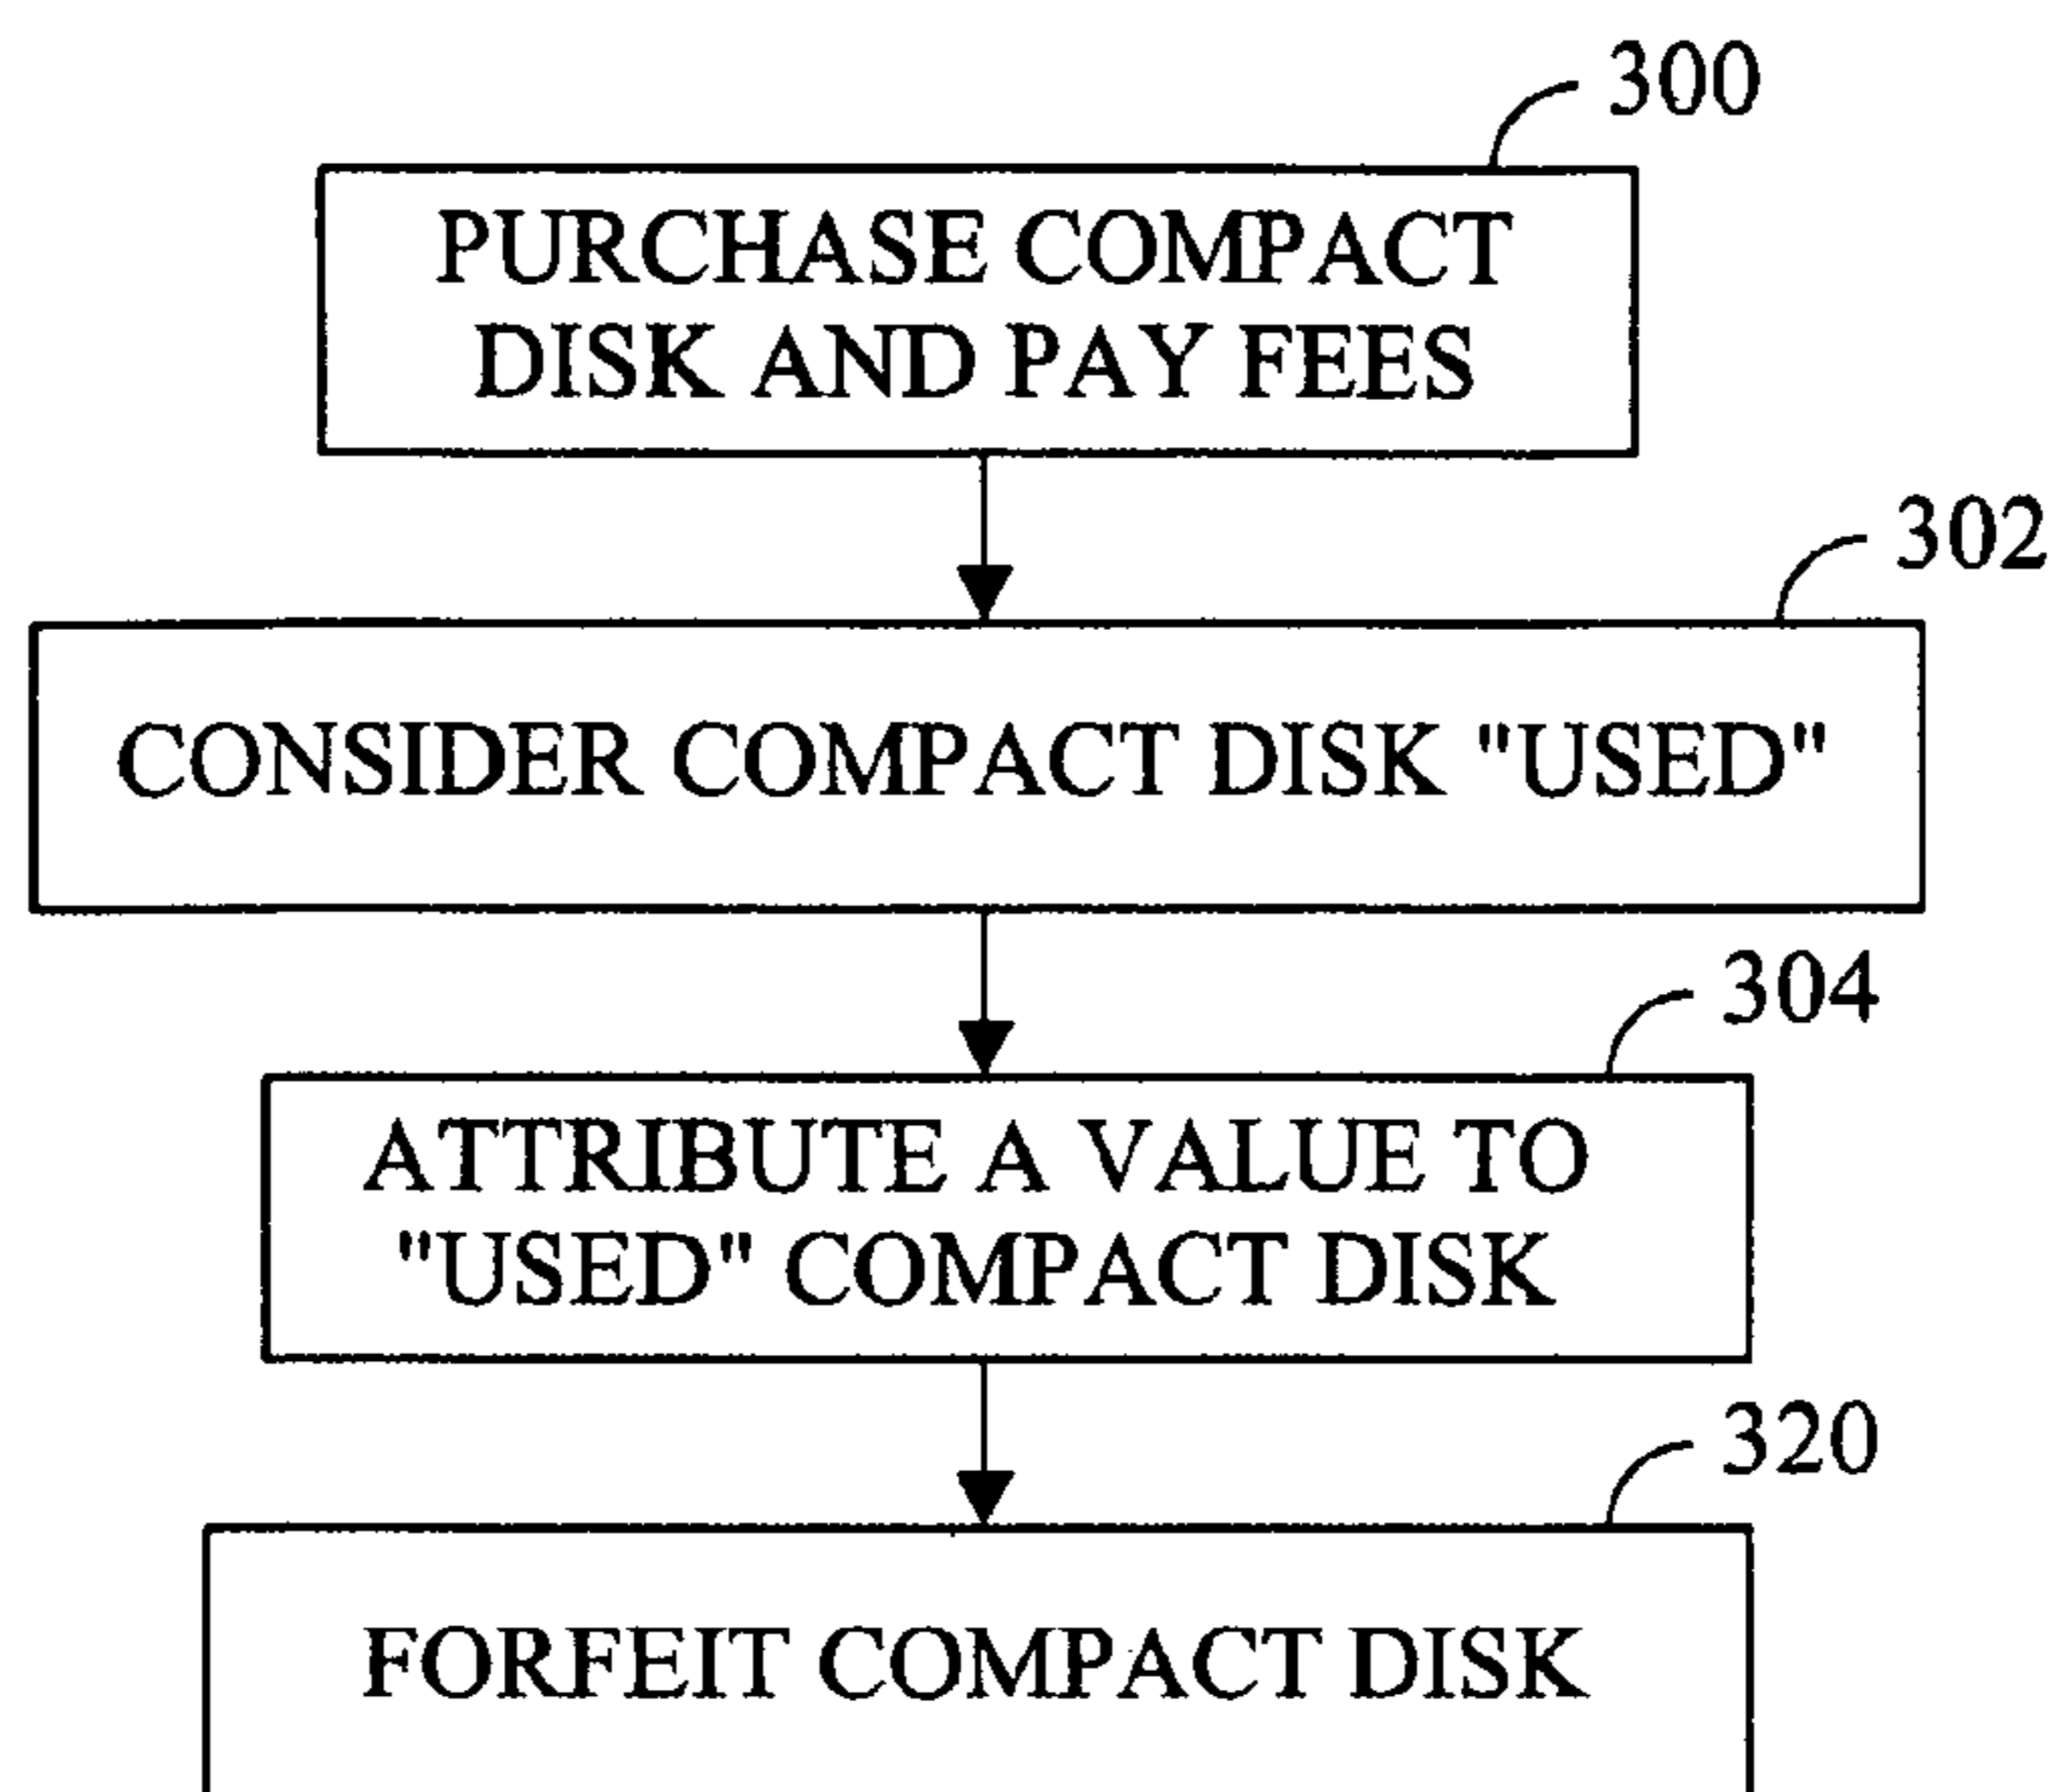 300
PURCHASE COMPACT
DISK AND PAY FEES
302
CONSIDER COMPACT DISK "USED"
304
ATTRIBUTE A VALUE TO
"USED" COMPACT DISK
320
FORFEIT COMPACT DISK